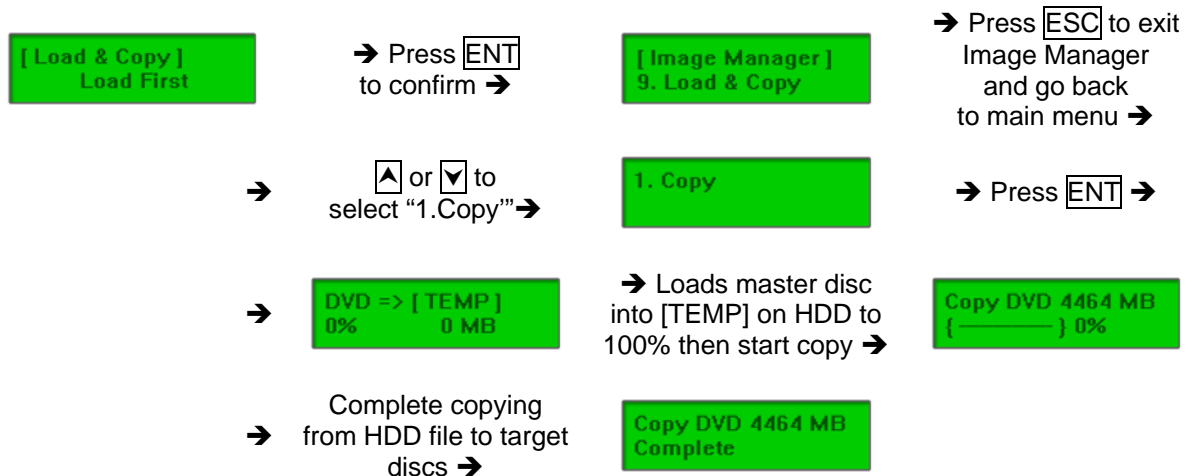 [ Load & Copy ]
Load First
➔ Press ENT
to confirm ➔
[ Image Manager ]
9. Load & Copy
➔ Press ESC to exit
Image Manager
and go back
to main menu ➔
➔
⮝ or ⮟ to
select “1.Copy’”➔
1. Copy
➔ Press ENT ➔
➔
DVD => [ TEMP ]
0% 0 MB
➔ Loads master disc
into [TEMP] on HDD to
100% then start copy ➔
Copy DVD 4464 MB
{ ————— } 0%
➔
Complete copying
from HDD file to target
discs ➔
Copy DVD 4464 MB
Complete